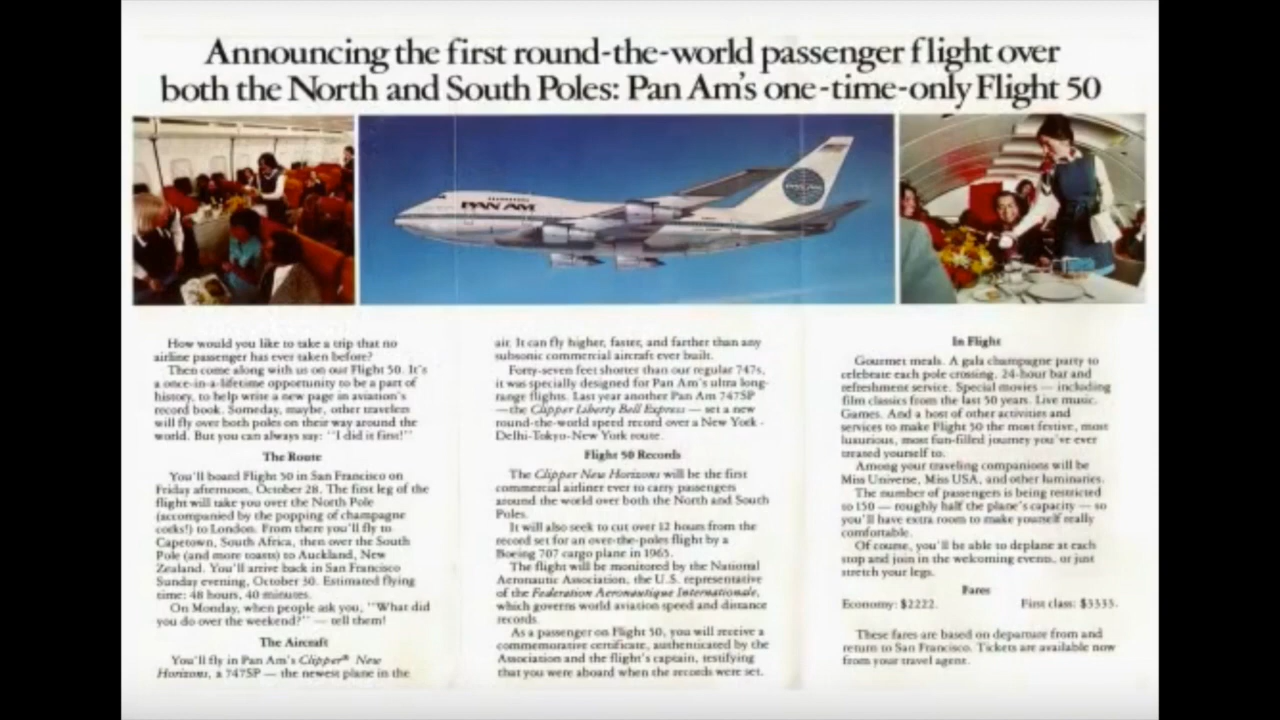 Announcing the first round-the-world passenger flight over
both the North and South Poles: Pan Am's one-time-only Flight 50
PAN AM
PAN AM
How would you like to take a trip that no
airline passenger has ever taken before?
Then come along with us on our Flight 50. It's
a once-in-a-lifetime opportunity to be a part of
history, to help write a new page in aviation's
record book. Someday, maybe, other travelers
will fly over both poles on their way around the
world. But you can always say: "I did it first!"
The Route
You'll board Flight 50 in San Francisco on
Friday afternoon, October 28. The first leg of the
flight will take you over the North Pole
(accompanied by the popping of champagne
corks!) to London. From there you'll fly to
Capetown, South Africa, then over the South
Pole (and more toasts) to Auckland, New
Zealand. You'll arrive back in San Francisco
Sunday evening, October 30. Estimated flying
time: 48 hours, 40 minutes.
On Monday, when people ask you, "What did
you do over the weekend?" — tell them!
The Aircraft
You'll fly in Pan Am's Clipper® New
Horizons, a 747SP — the newest plane in the
air. It can fly higher, faster, and farther than any
subsonic commercial aircraft ever built.
Forty-seven feet shorter than our regular 747s,
it was specially designed for Pan Am's ultra long-
range flights. Last year another Pan Am 747SP
—the Clipper Liberty Bell Express — set a new
round-the-world speed record over a New York -
Delhi-Tokyo-New York route.
Flight 50 Records
The Clipper New Horizons will be the first
commercial airliner ever to carry passengers
around the world over both the North and South
Poles.
It will also seek to cut over 12 hours from the
record set for an over-the-poles flight by a
Boeing 707 cargo plane in 1965.
The flight will be monitored by the National
Aeronautic Association, the U.S. representative
of the Federation Aeronautique Internationale,
which governs world aviation speed and distance
records.
As a passenger on Flight 50, you will receive a
commemorative certificate, authenticated by the
Association and the flight's captain, testifying
that you were aboard when the records were set.
In Flight
Gourmet meals. A gala champagne party to
celebrate each pole crossing. 24-hour bar and
refreshment service. Special movies — including
film classics from the last 50 years. Live music.
Games. And a host of other activities and
services to make Flight 50 the most festive, most
luxurious, most fun-filled journey you've ever
treated yourself to.
Among your traveling companions will be
Miss Universe, Miss USA, and other luminaries.
The number of passengers is being restricted
to 150 — roughly half the plane's capacity — so
you'll have extra room to make yourself really
comfortable.
Of course, you'll be able to deplane at each
stop and join in the welcoming events, or just
stretch your legs.
Fares
Economy: $2222. First class: $3333.
These fares are based on departure from and
return to San Francisco. Tickets are available now
from your travel agent.